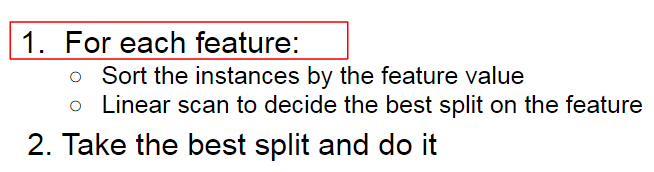 1. For each feature:
○ Sort the instances by the feature value
○ Linear scan to decide the best split on the feature
2. Take the best split and do it